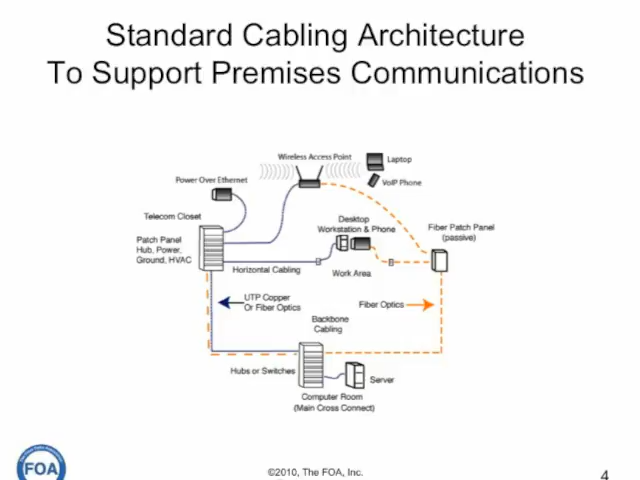 Standard Cabling Architecture
To Support Premises Communications
Wireless Access Point
Laptop
VoIP Phone
Power Over Ethernet
Telecom Closet
Desktop
Workstation & Phone
Fiber Patch Panel
(passive)
Patch Panel
Hub, Power,
Ground, HVAC
Horizontal Cabling
Work Area
UTP Copper
Or Fiber Optics
Fiber Optics
Backbone
Cabling
Hubs or Switches
Server
Computer Room
(Main Cross Connect)
FOA
©2010, The FOA, Inc.
4